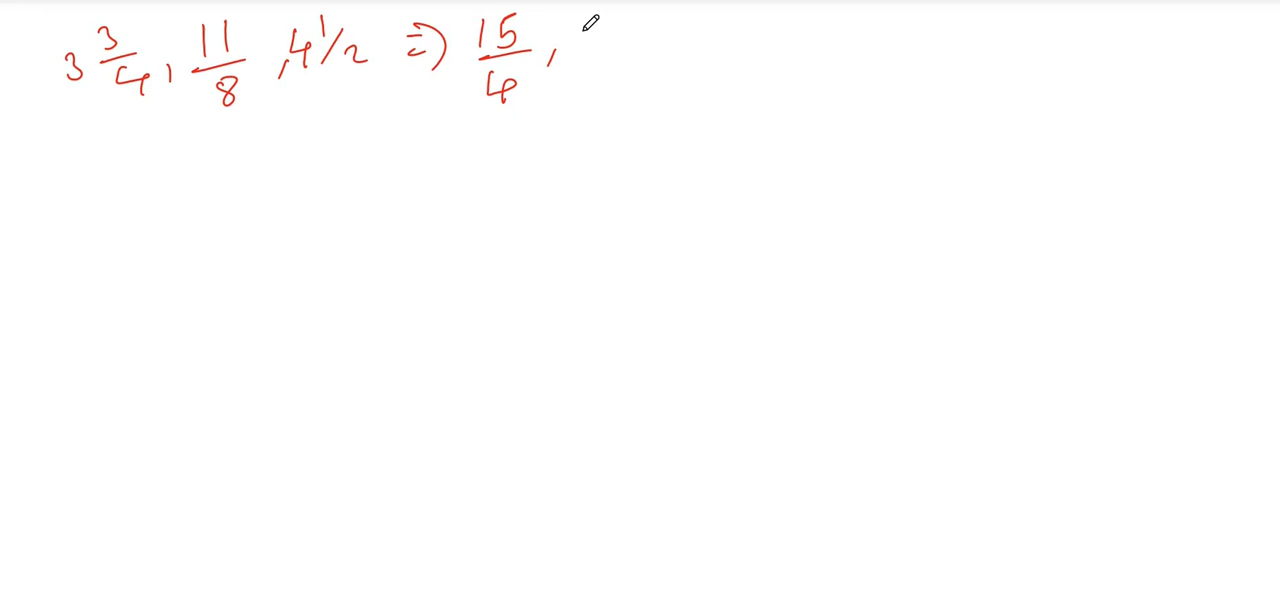 3 3/4, 11/8, 4 1/2 ⇒ 15/4,